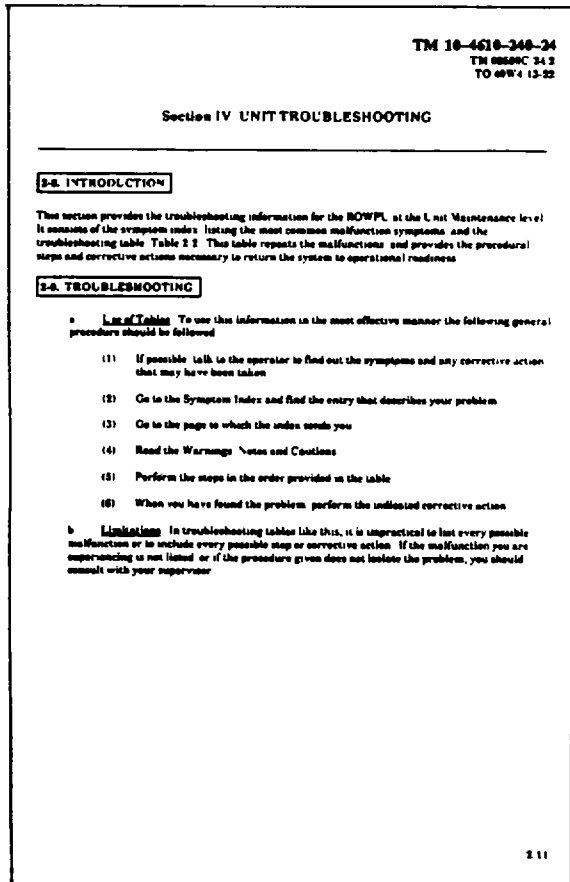 TM 10-4610-240-24
TO 40W4 13-22
Section IV UNIT TROUBLESHOOTING
INTRODUCTION
This section provides the troubleshooting information for the ROWPU at the Unit Maintenance level
It consists of the symptom index listing the most common malfunction symptoms and the
troubleshooting table Table 2 2 This table repeats the malfunctions and provides the procedural
steps and corrective actions necessary to return the system to operational readiness
2-9. TROUBLESHOOTING
a Use of Tables To use this information in the most effective manner the following general
procedure should be followed
(1) If possible talk to the operator to find out the symptoms and any corrective action
that may have been taken
(2) Go to the Symptom Index and find the entry that describes your problem
(3) Go to the page to which the index sends you
(4) Read the Warnings Notes and Cautions
(5) Perform the steps in the order provided in the table
(6) When you have found the problem perform the indicated corrective action
b Limitations In troubleshooting tables like this, it is unpractical to list every possible
malfunction or to include every possible step or corrective action If the malfunction you are
experiencing is not listed or if the procedure given does not isolate the problem, you should
consult with your supervisor
2 11